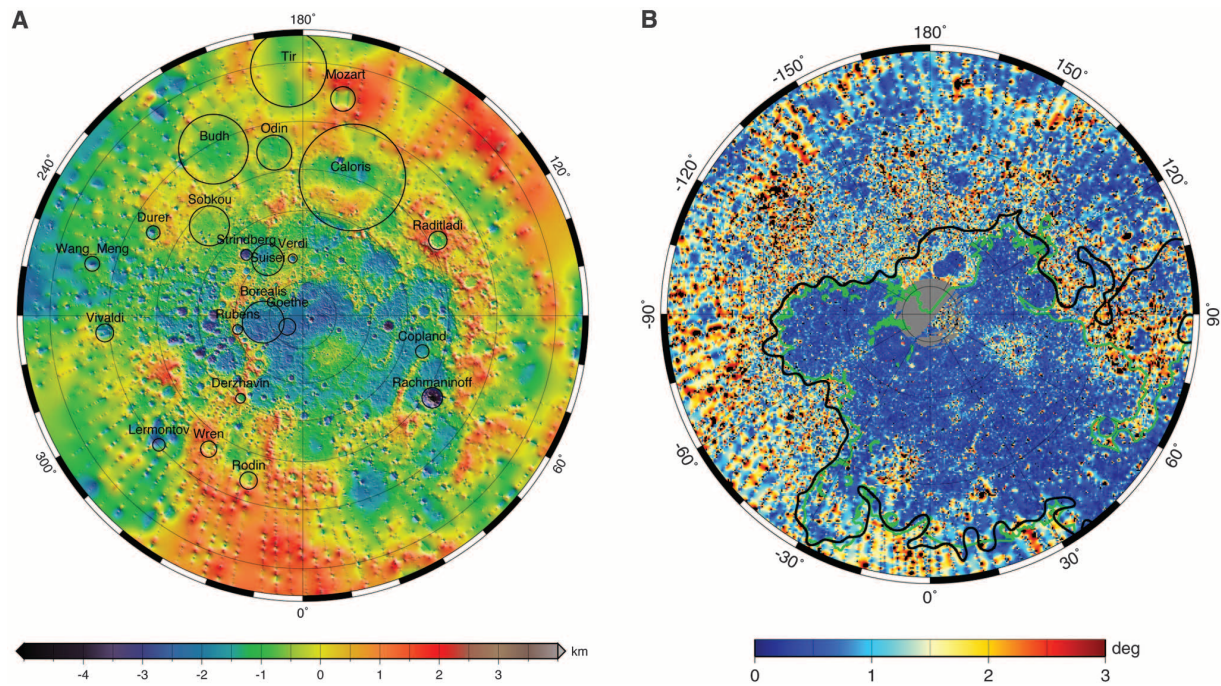 A
180°
Tir
Mozart
Budh
Odin
Caloris
240°
120°
Sobkou
Durer
Strindberg
Verdi
Raditladi
Wang_Meng
Suisei
Borealis
Goethe
Rubens
Vivaldi
Copland
Derzhavin
Rachmaninoff
Lermontov
Wren
Rodin
300°
60°
0°
km
-4 -3 -2 -1 0 1 2 3
B
180°
-150°
150°
-120°
120°
-90°
90°
-60°
60°
-30°
30°
0°
deg
0 1 2 3